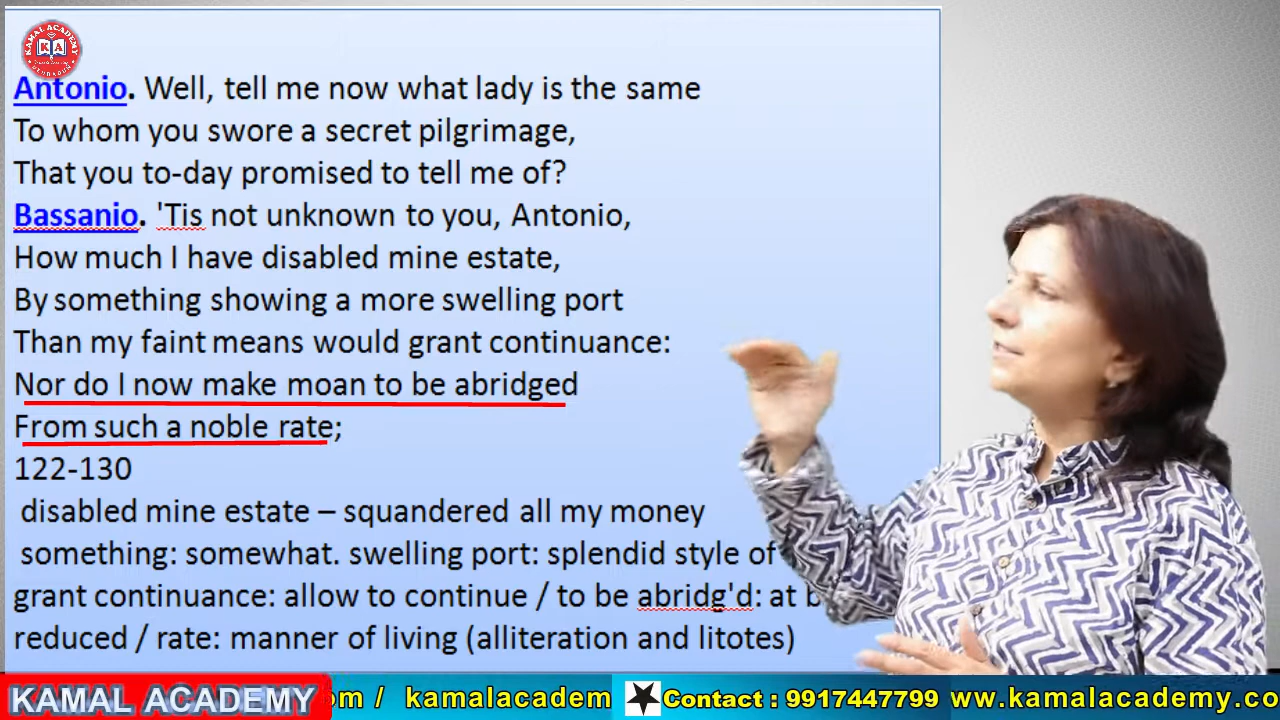 KAMAL ACADEMY
KA
DEHRADUN
Antonio. Well, tell me now what lady is the same
To whom you swore a secret pilgrimage,
That you to-day promised to tell me of?
Bassanio. 'Tis not unknown to you, Antonio,
How much I have disabled mine estate,
By something showing a more swelling port
Than my faint means would grant continuance:
Nor do I now make moan to be abridged
From such a noble rate;
122-130
disabled mine estate – squandered all my money
something: somewhat. swelling port: splendid style of
grant continuance: allow to continue / to be abridg'd: at
reduced / rate: manner of living (alliteration and litotes)
KAMAL ACADEMY om / kamalacadem ★ Contact : 9917447799 ww.kamalacademy.co